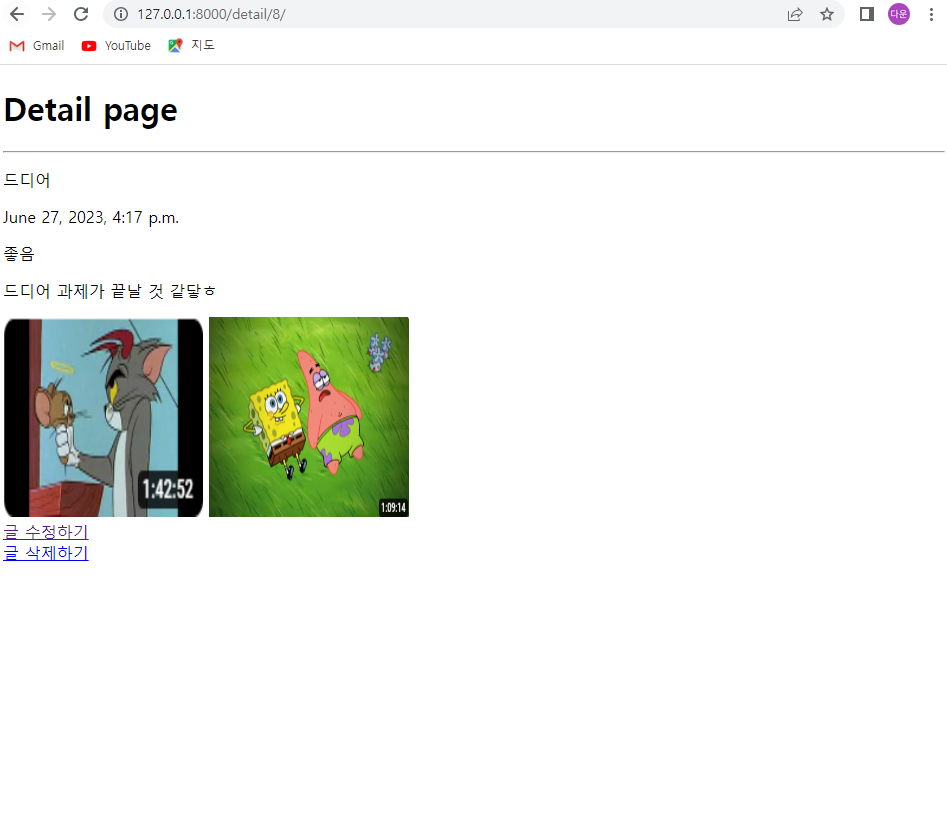 127.0.0.1:8000/detail/8/
다운
Gmail
YouTube
지도
Detail page
드디어
June 27, 2023, 4:17 p.m.
좋음
드디어 과제가 끝날 것 같닿ㅎ
1:42:52
1:09:14
글 수정하기
글 삭제하기